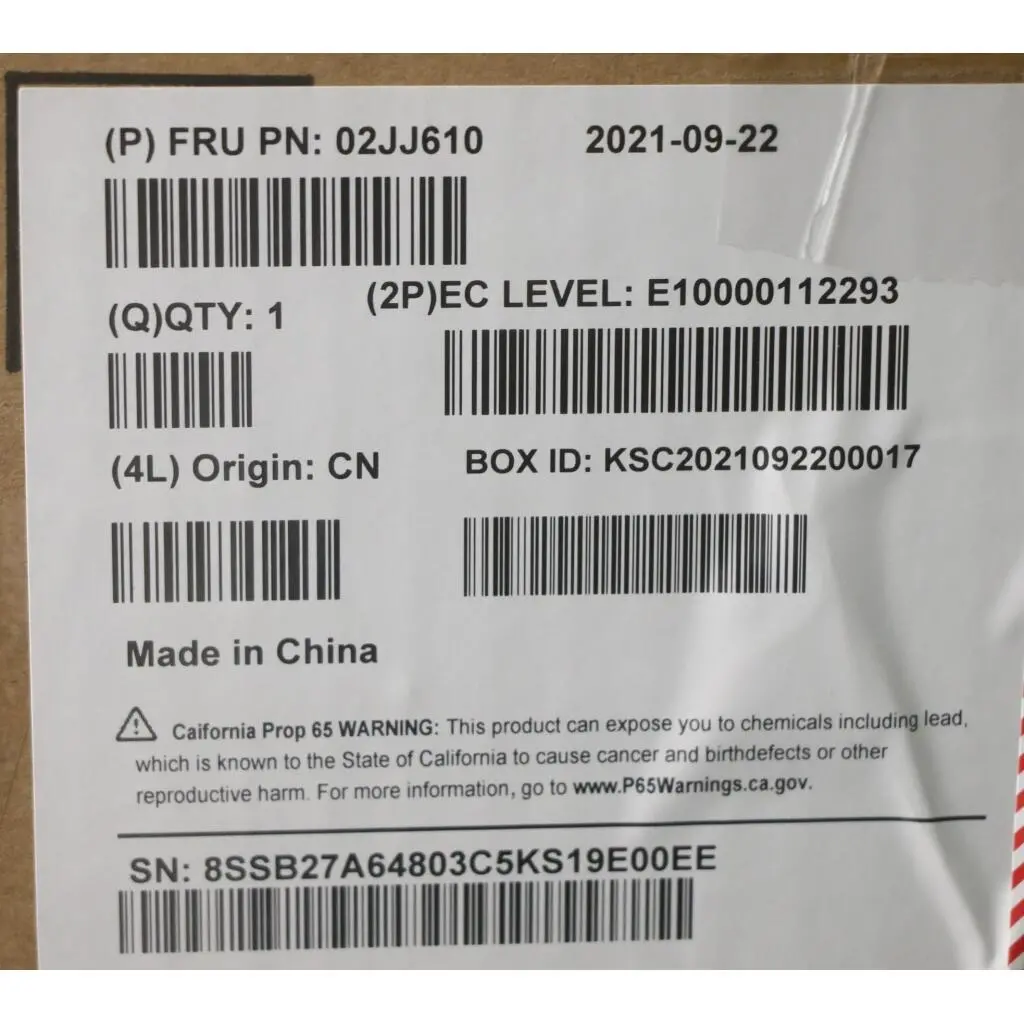 (P) FRU PN: 02JJ610 2021-09-22
(Q)QTY: 1 (2P)EC LEVEL: E10000112293
(4L) Origin: CN BOX ID: KSC2021092200017
Made in China
Caifornia Prop 65 WARNING: This product can expose you to chemicals including lead,
which is known to the State of California to cause cancer and birthdefects or other
reproductive harm. For more information, go to www.P65Warnings.ca.gov.
SN: 8SSB27A64803C5KS19E00EE